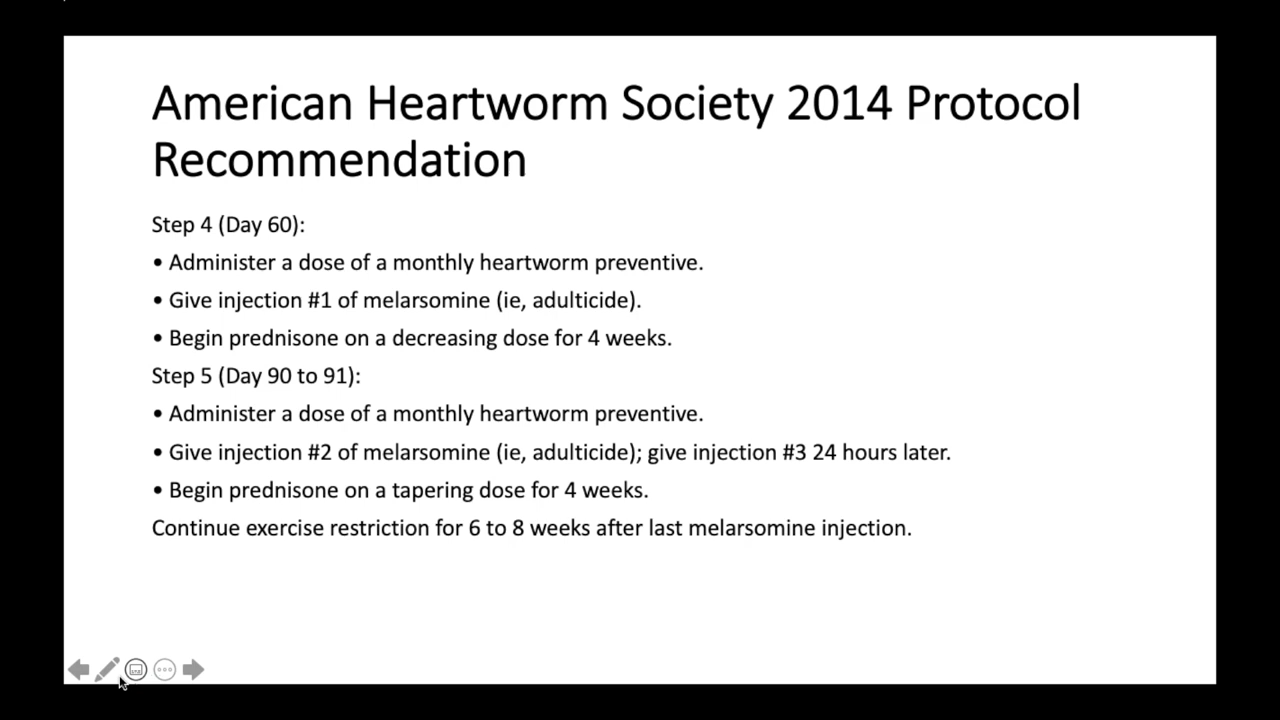 American Heartworm Society 2014 Protocol
Recommendation
Step 4 (Day 60):
• Administer a dose of a monthly heartworm preventive.
• Give injection #1 of melarsomine (ie, adulticide).
• Begin prednisone on a decreasing dose for 4 weeks.
Step 5 (Day 90 to 91):
• Administer a dose of a monthly heartworm preventive.
• Give injection #2 of melarsomine (ie, adulticide); give injection #3 24 hours later.
• Begin prednisone on a tapering dose for 4 weeks.
Continue exercise restriction for 6 to 8 weeks after last melarsomine injection.